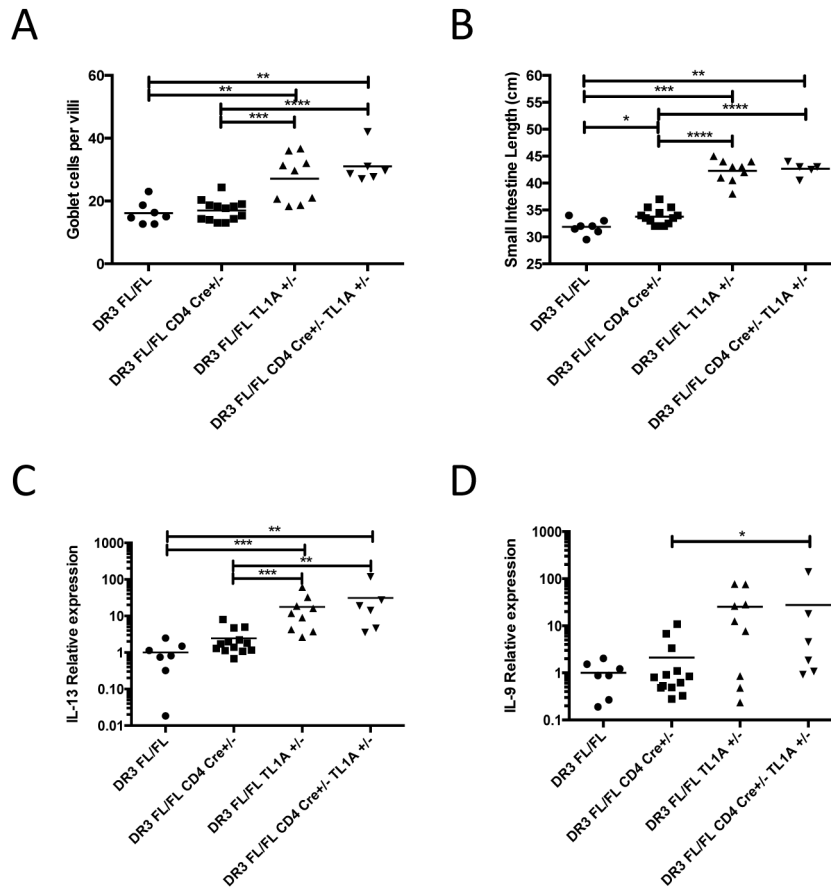 A
Goblet cells per villi
60
40
20
0
**
**
****
***
DR3 FL/FL
DR3 FL/FL CD4 Cre+/-
DR3 FL/FL TL1A +/-
DR3 FL/FL CD4 Cre+/- TL1A +/-
B
Small Intestine Length (cm)
60
55
50
45
40
35
30
25
**
***
*
****
****
DR3 FL/FL
DR3 FL/FL CD4 Cre+/-
DR3 FL/FL TL1A +/-
DR3 FL/FL CD4 Cre+/- TL1A +/-
C
IL-13 Relative expression
1000
100
10
1
0.1
0.01
**
***
**
***
DR3 FL/FL
DR3 FL/FL CD4 Cre+/-
DR3 FL/FL TL1A +/-
DR3 FL/FL CD4 Cre+/- TL1A +/-
D
IL-9 Relative expression
1000
100
10
1
0.1
*
DR3 FL/FL
DR3 FL/FL CD4 Cre+/-
DR3 FL/FL TL1A +/-
DR3 FL/FL CD4 Cre+/- TL1A +/-